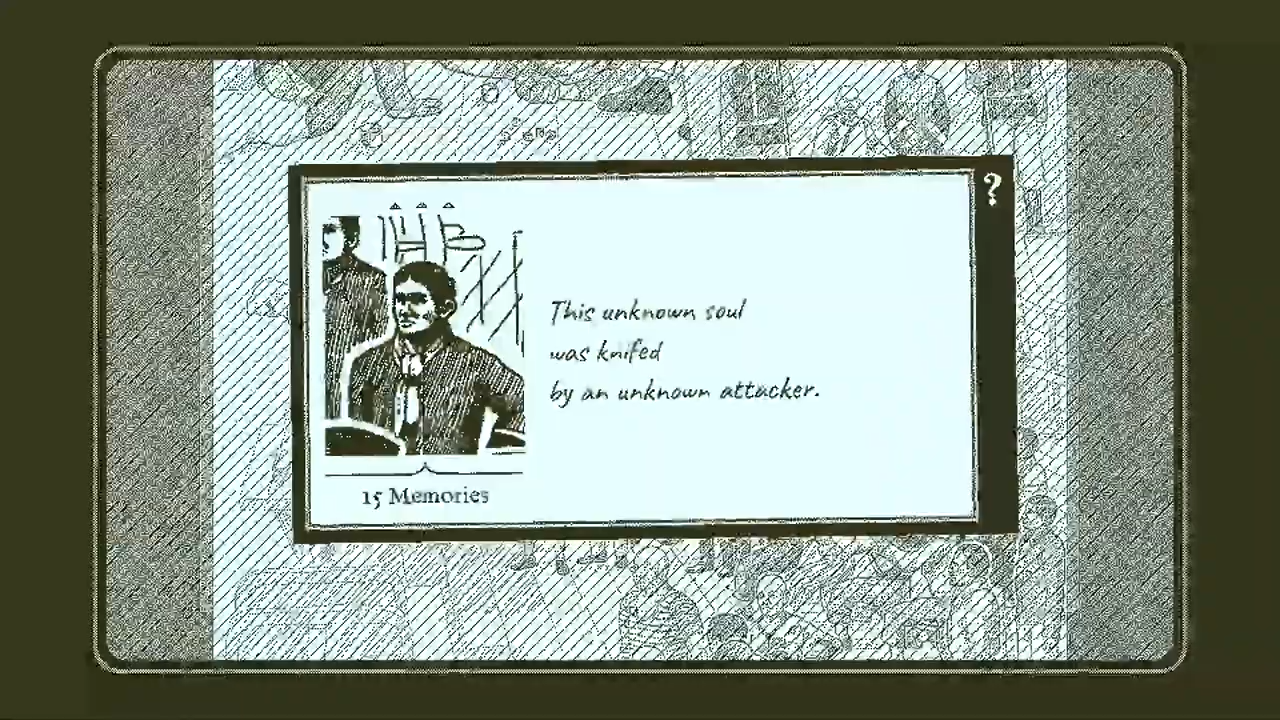 ?
This unknown soul
was knifed
by an unknown attacker.
15 Memories